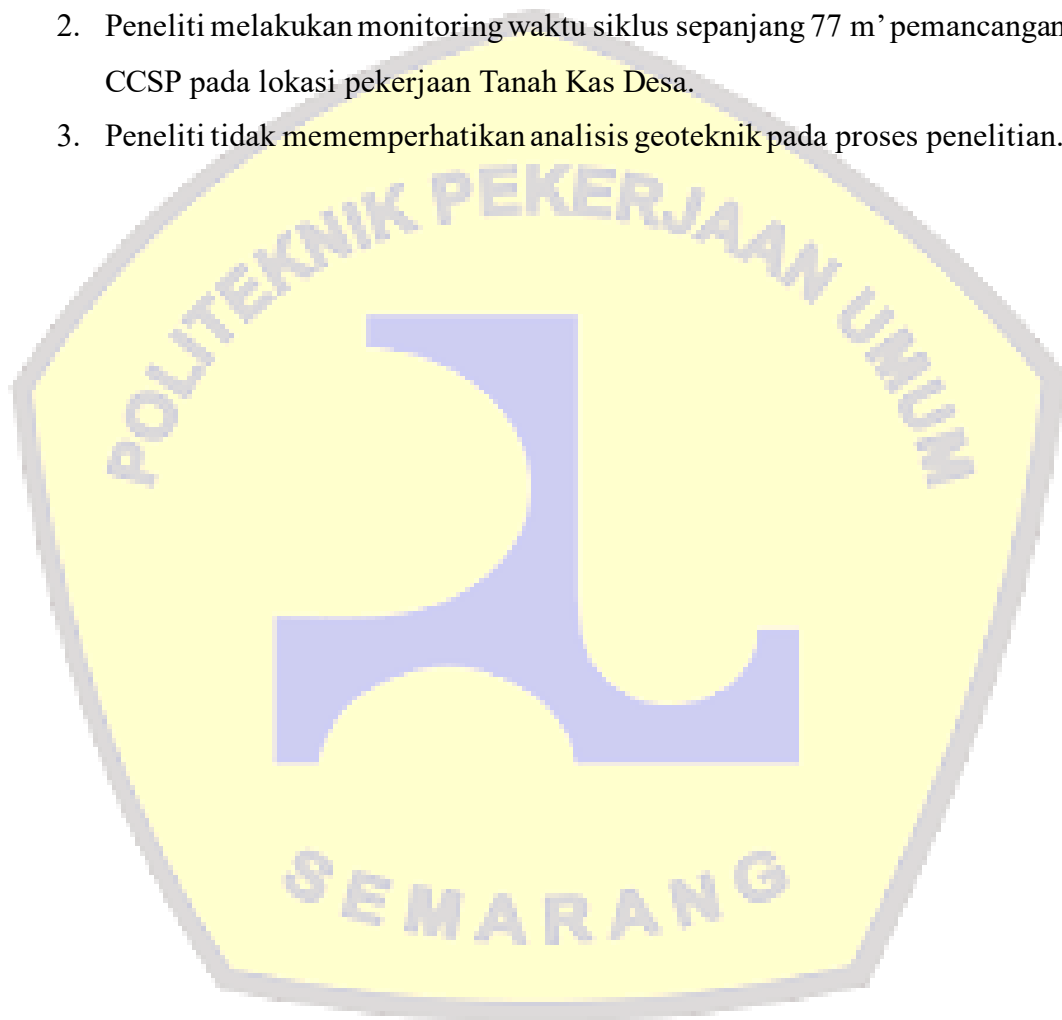 2. Peneliti melakukan monitoring waktu siklus sepanjang 77 m’ pemancangan
CCSP pada lokasi pekerjaan Tanah Kas Desa.
3. Peneliti tidak mememperhatikan analisis geoteknik pada proses penelitian.
POLITEKNIK PEKERJAAN UMUM
SEMARANG